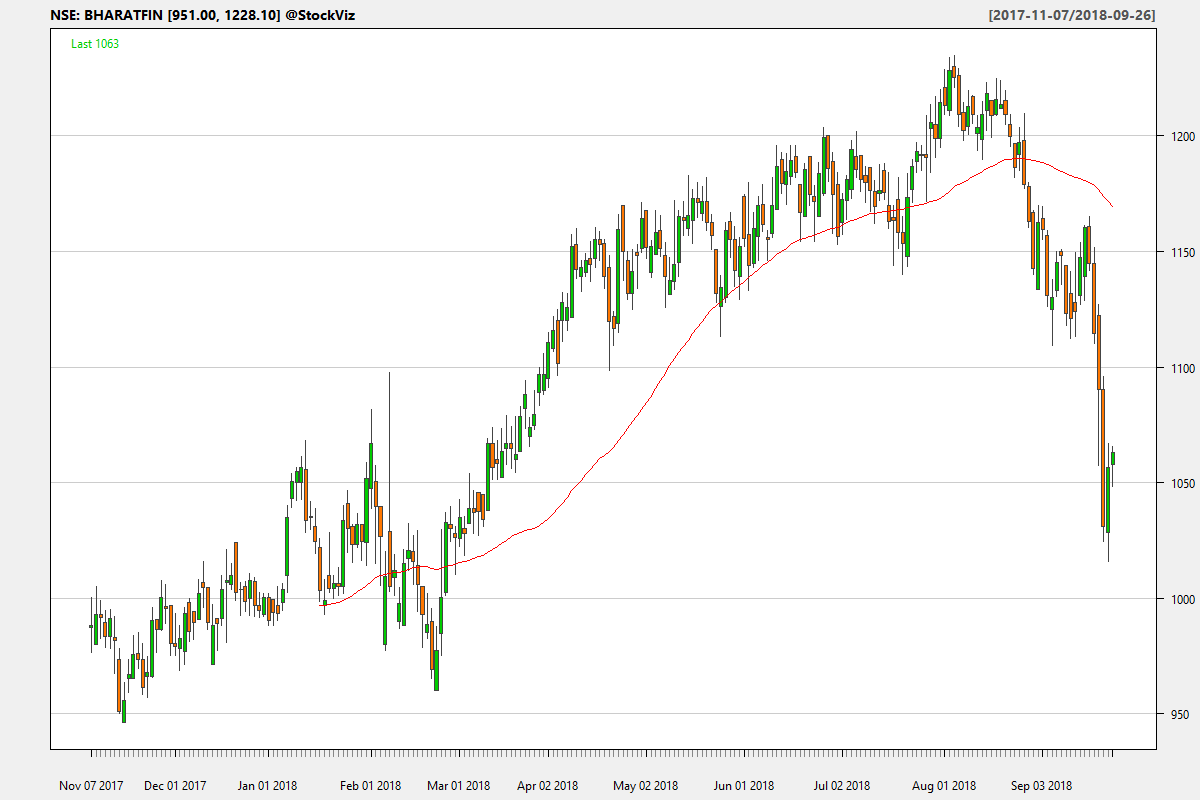 NSE: BHARATFIN [951.00, 1228.10] @StockViz [2017-11-07/2018-09-26]
Last 1063
1200
1150
1100
1050
1000
950
Nov 07 2017 Dec 01 2017 Jan 01 2018 Feb 01 2018 Mar 01 2018 Apr 02 2018 May 02 2018 Jun 01 2018 Jul 02 2018 Aug 01 2018 Sep 03 2018